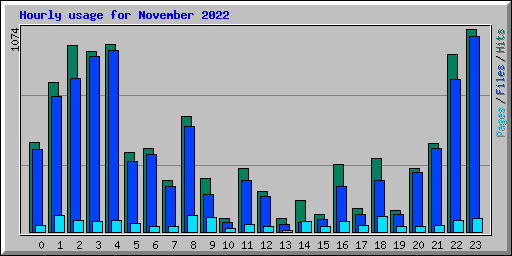 Hourly usage for November 2022
1074
Pages/Files/Hits
0 1 2 3 4 5 6 7 8 9 10 11 12 13 14 15 16 17 18 19 20 21 22 23